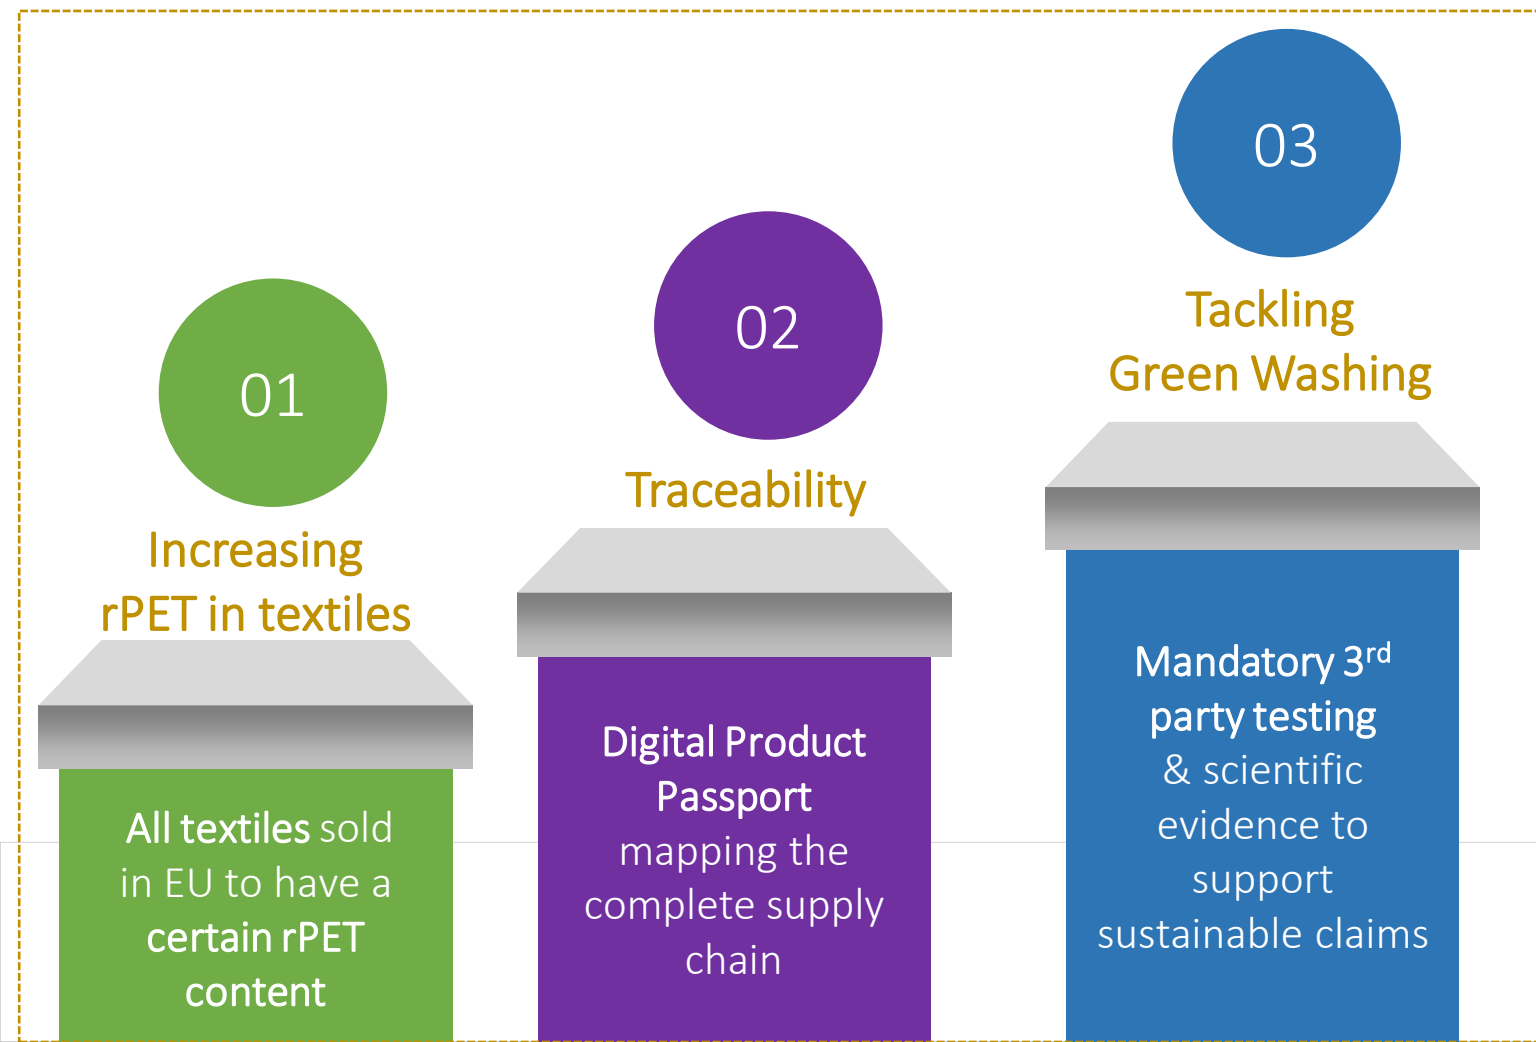 01
Increasing
rPET in textiles
All textiles sold
in EU to have a
certain rPET
content
02
Traceability
Digital Product
Passport
mapping the
complete supply
chain
03
Tackling
Green Washing
Mandatory 3rd
party testing
& scientific
evidence to
support
sustainable claims